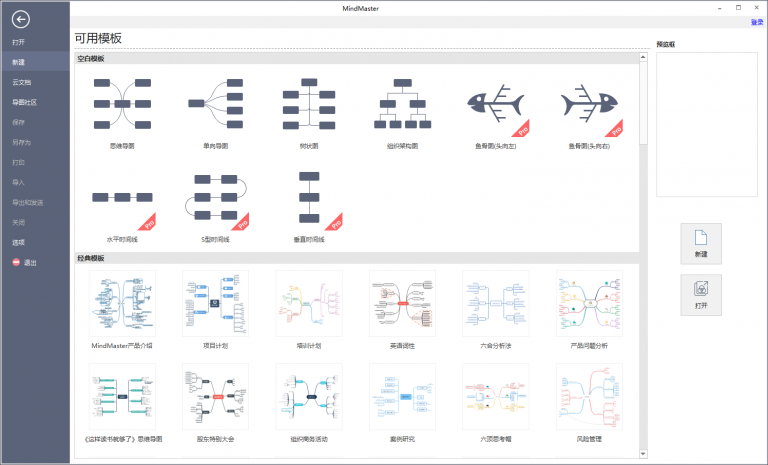 MindMaster
登录
打开
新建
云文档
导图社区
保存
另存为
打印
导入
导出和发送
关闭
选项
退出
可用模板
空白模板
思维导图
单向导图
树状图
组织架构图
鱼骨图(头向左)
Pro
鱼骨图(头向右)
Pro
水平时间线
Pro
S型时间线
Pro
垂直时间线
Pro
经典模板
MindMaster产品介绍
项目计划
培训计划
英语词性
六合分析法
产品问题分析
《这样读书就够了》思维导图
股东特别大会
组织商务活动
案例研究
六顶思考帽
风险管理
预览框
新建
打开